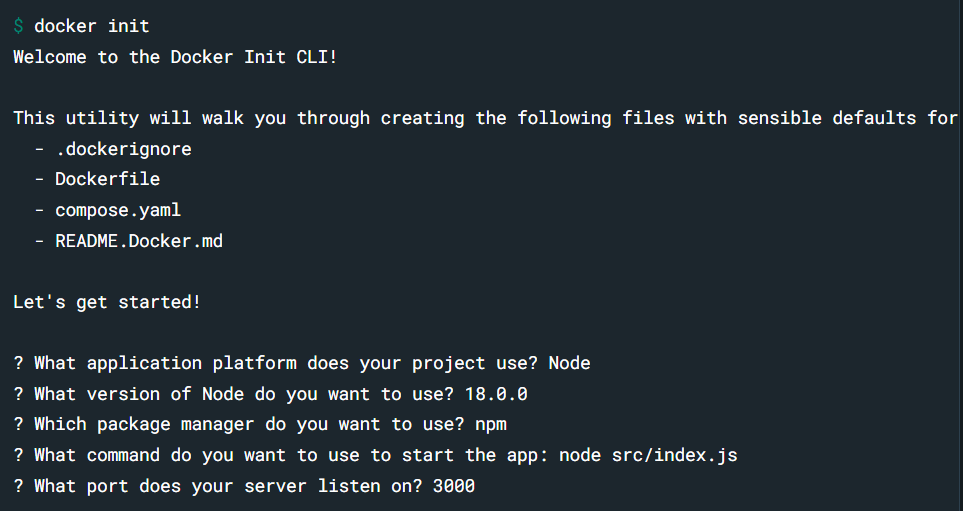 $ docker init
Welcome to the Docker Init CLI!
This utility will walk you through creating the following files with sensible defaults for
- .dockerignore
- Dockerfile
- compose.yaml
- README.Docker.md
Let's get started!
? What application platform does your project use? Node
? What version of Node do you want to use? 18.0.0
? Which package manager do you want to use? npm
? What command do you want to use to start the app: node src/index.js
? What port does your server listen on? 3000